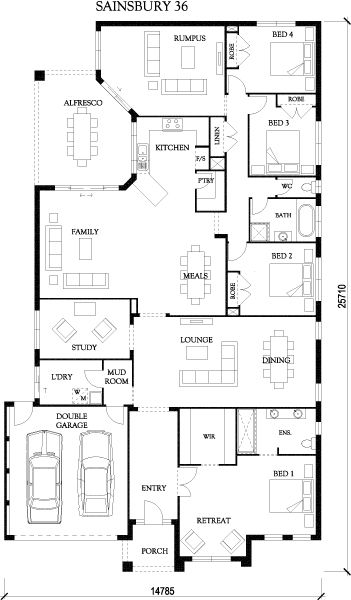 SAINSBURY 36
BED 4
RUMPUS
ROBE
ALFRESCO
ROBE
BED 3
LINEN
KITCHEN
F/S
PTRY
WC
BATH
FAMILY
BED 2
MEALS
ROBE
25710
LOUNGE
DINING
STUDY
L'DRY
MUD
ROOM
W
M
DOUBLE
GARAGE
WIR
ENS.
BED 1
ENTRY
RETREAT
PORCH
14785